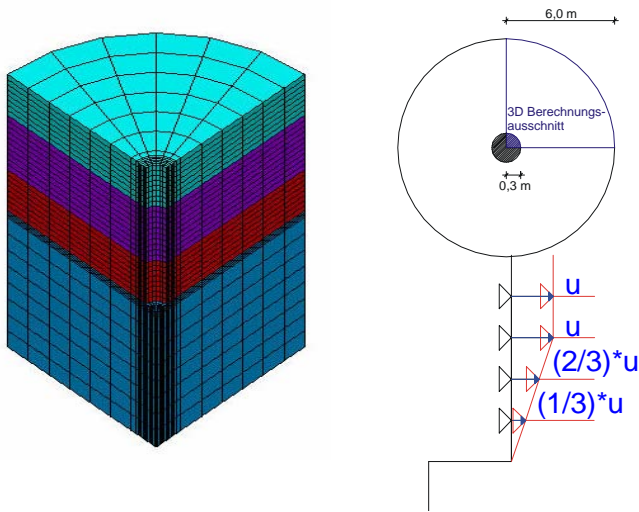 6,0 m
3D Berechnungs-
ausschnitt
0,3 m
u
u
(2/3)*u
(1/3)*u